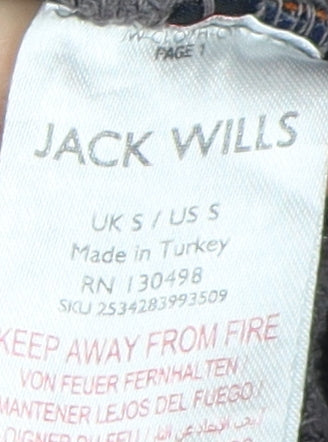 PAGE 1
JACK WILLS
UK S / US S
Made in Turkey
RN 130498
SKU 2534283993509
KEEP AWAY FROM FIRE
VON FEUER FERNHALTEN /
MANTENER LEJOS DEL FUEGO /